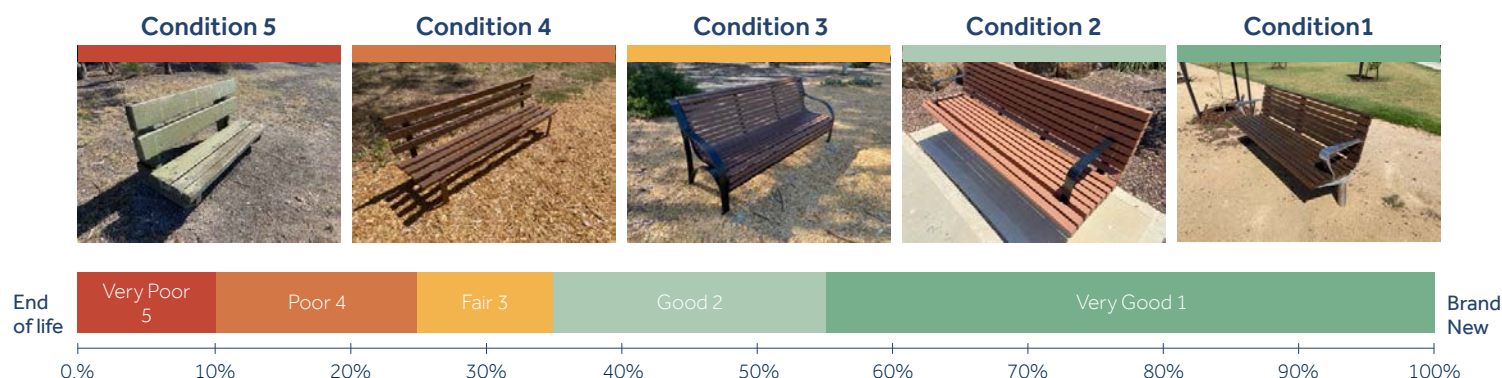 Condition 5
Condition 4
Condition 3
Condition 2
Condition1
End
of life
Very Poor
5
Poor 4
Fair 3
Good 2
Very Good 1
Brand
New
0.%
10%
20%
30%
40%
50%
60%
70%
80%
90%
100%